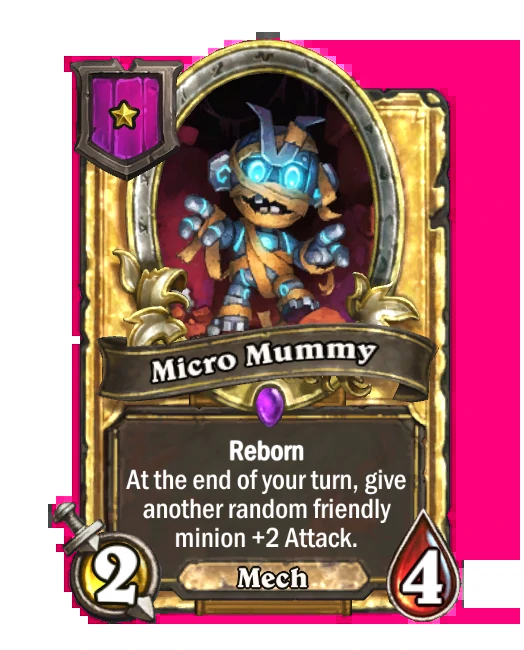 Micro Mummy
Reborn
At the end of your turn, give
another random friendly
minion +2 Attack.
2
Mech
4